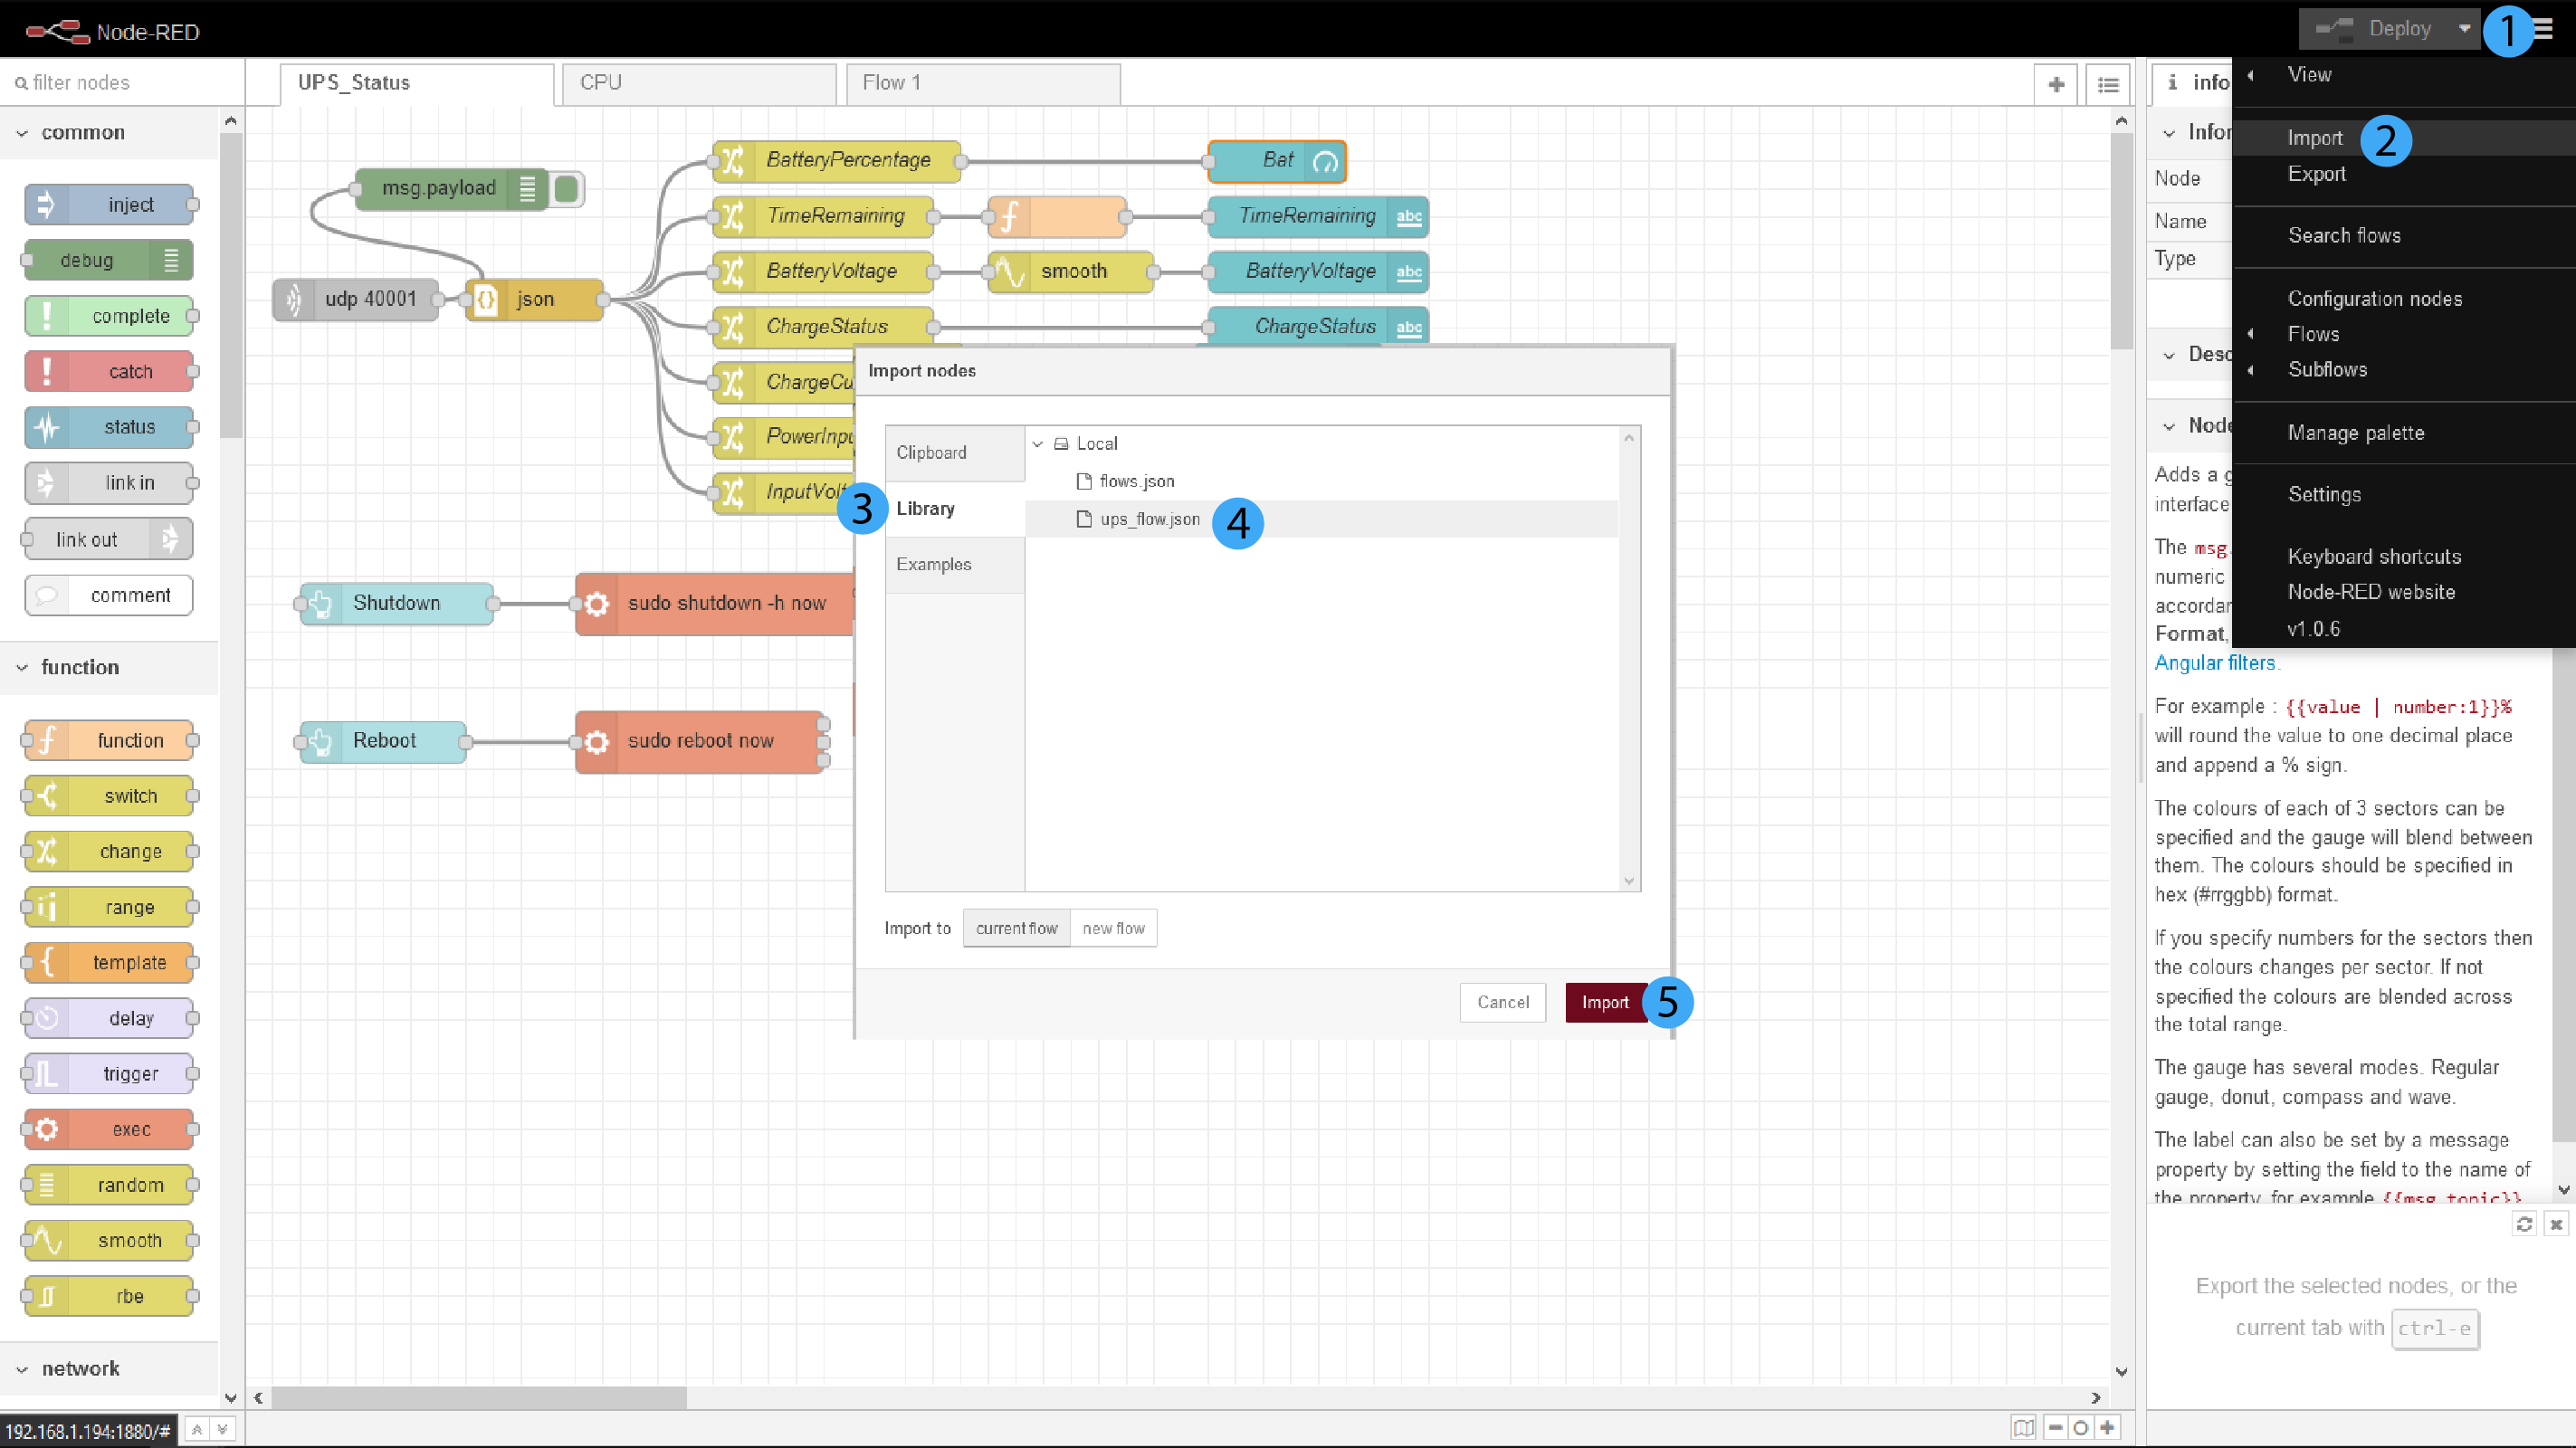 Node-RED
Deploy
1
filter nodes
UPS_Status
CPU
Flow 1
common
inject
debug
complete
catch
status
link in
link out
comment
function
function
switch
change
range
template
delay
trigger
exec
random
smooth
rbe
network
192.168.1.194:1880/#
msg.payload
udp 40001
json
BatteryPercentage
Bat
TimeRemaining
f
TimeRemaining
abc
BatteryVoltage
smooth
BatteryVoltage
abc
ChargeStatus
ChargeStatus
abc
ChargeCu
PowerInpu
InputVolt
Shutdown
sudo shutdown -h now
Reboot
sudo reboot now
Import nodes
Clipboard
3
Library
Examples
Local
flows.json
ups_flow.json
4
Import to
current flow
new flow
Cancel
Import
5
View
Import
2
Export
Search flows
Configuration nodes
Flows
Subflows
Manage palette
Settings
Keyboard shortcuts
Node-RED website
v1.0.6
i
info
Infor
Node
Name
Type
Desc
Node
Adds a g
interface
The msg.
numeric
accordar
Format,
Angular filters.
For example : {{value | number:1}}%
will round the value to one decimal place
and append a % sign.
The colours of each of 3 sectors can be
specified and the gauge will blend between
them. The colours should be specified in
hex (#rrggbb) format.
If you specify numbers for the sectors then
the colours changes per sector. If not
specified the colours are blended across
the total range.
The gauge has several modes. Regular
gauge, donut, compass and wave.
The label can also be set by a message
property by setting the field to the name of
the property, for example {{msg.topic}}
Export the selected nodes, or the
current tab with ctrl-e